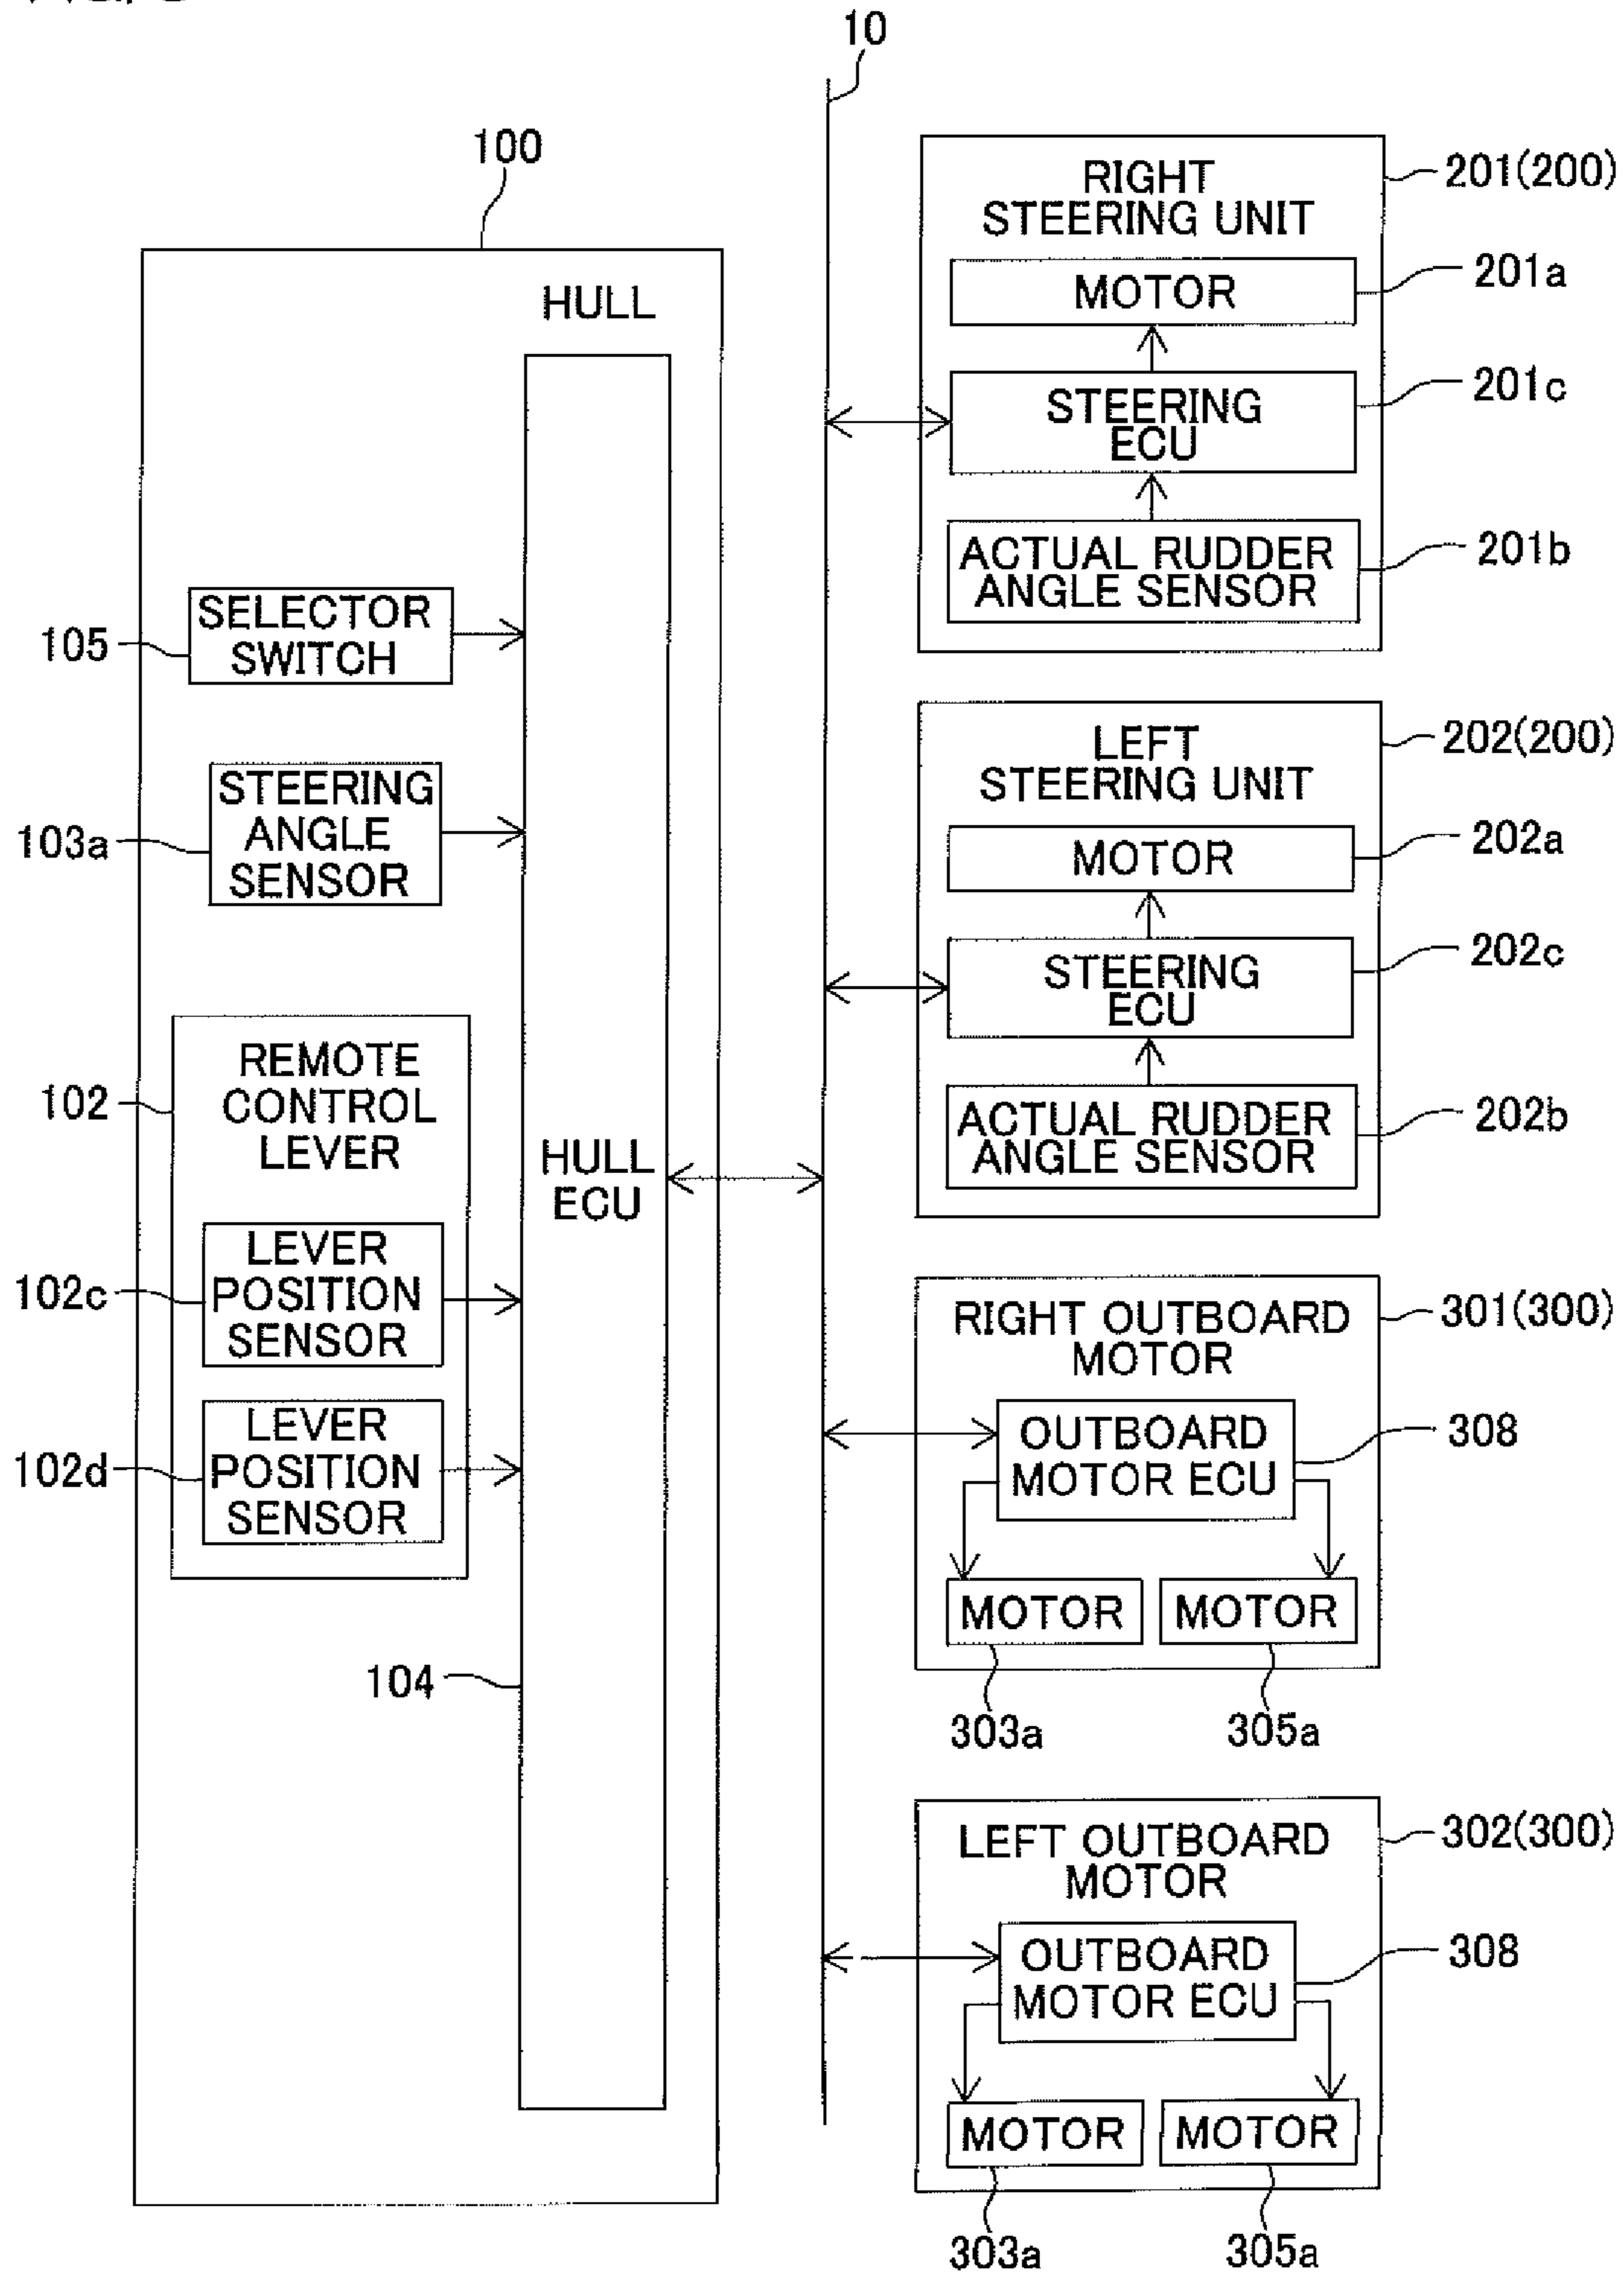 10
100
HULL
SELECTOR
SWITCH
105
STEERING
ANGLE
SENSOR
103a
REMOTE
CONTROL
LEVER
102
LEVER
POSITION
SENSOR
102c
LEVER
POSITION
SENSOR
102d
HULL
ECU
104
RIGHT
STEERING UNIT
201(200)
MOTOR
201a
STEERING
ECU
201c
ACTUAL RUDDER
ANGLE SENSOR
201b
LEFT
STEERING UNIT
202(200)
MOTOR
202a
STEERING
ECU
202c
ACTUAL RUDDER
ANGLE SENSOR
202b
RIGHT OUTBOARD
MOTOR
301(300)
OUTBOARD
MOTOR ECU
308
MOTOR
MOTOR
303a
305a
LEFT OUTBOARD
MOTOR
302(300)
OUTBOARD
MOTOR ECU
308
MOTOR
MOTOR
303a
305a